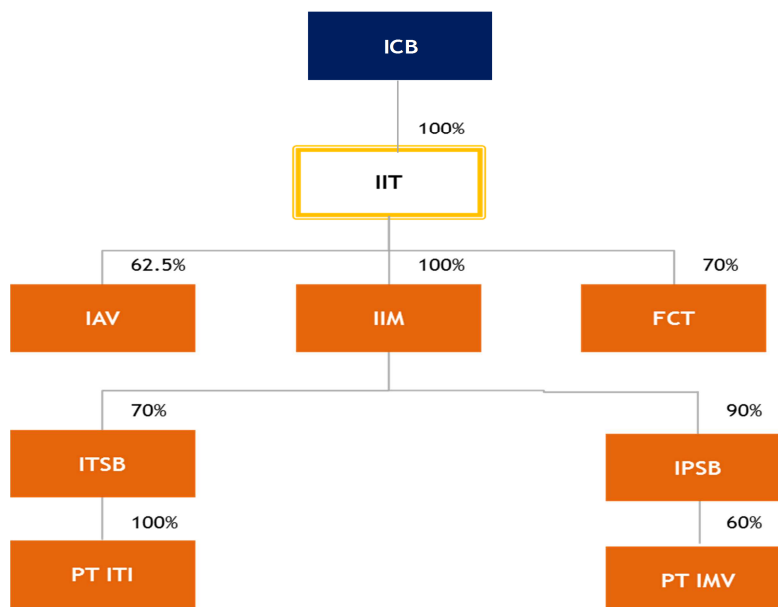 ICB
100%
IIT
62.5%
100%
70%
IAV
IIM
FCT
70%
90%
ITSB
IPSB
100%
60%
PT ITI
PT IMV